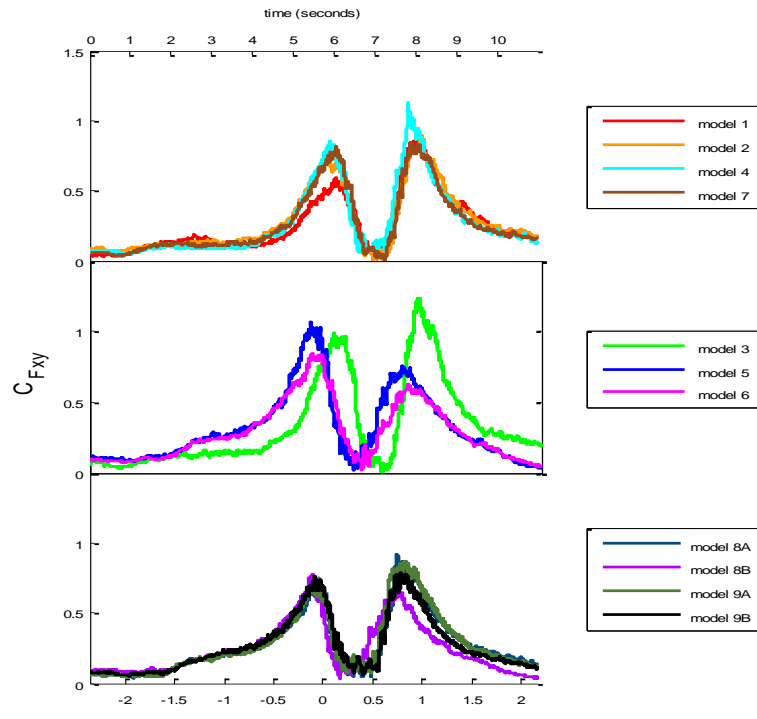 time (seconds)
0 1 2 3 4 5 6 7 8 9 10
1.5
1
0.5
0
model 1
model 2
model 4
model 7
1
0.5
0
model 3
model 5
model 6
C Fxy
1
0.5
0
model 8A
model 8B
model 9A
model 9B
-2 -1.5 -1 -0.5 0 0.5 1 1.5 2